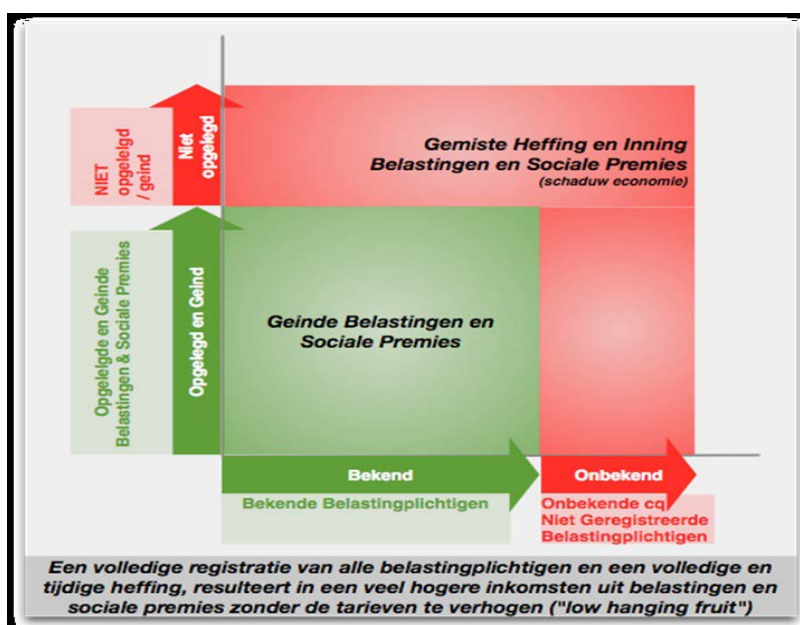 NIET
opgelelgd
/ geind
Niet
opgelegd
Gemiste Heffing en Inning
Belastingen en Sociale Premies
(schaduw economie)
Opgelelgde en Geinde
Belastingen & Sociale Premies
Opgelegd en Geind
Geinde Belastingen en
Sociale Premies
Bekend
Onbekend
Bekende Belastingplichtigen
Onbekende cq
Niet Geregistreerde
Belastingplichtigen
Een volledige registratie van alle belastingplichtigen en een volledige en
tijdige heffing, resulteert in een veel hogere inkomsten uit belastingen en
sociale premies zonder de tarieven te verhogen ("low hanging fruit")